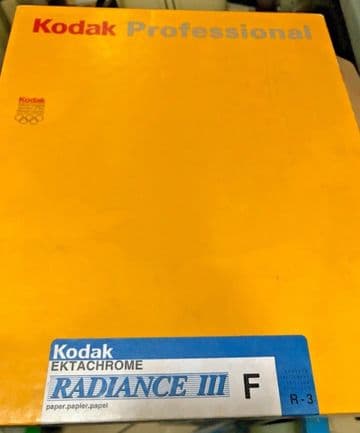 Kodak Professional
Kodak
Kodak
EKTACHROME
RADIANCE III F
R-3
paper.papier.papel